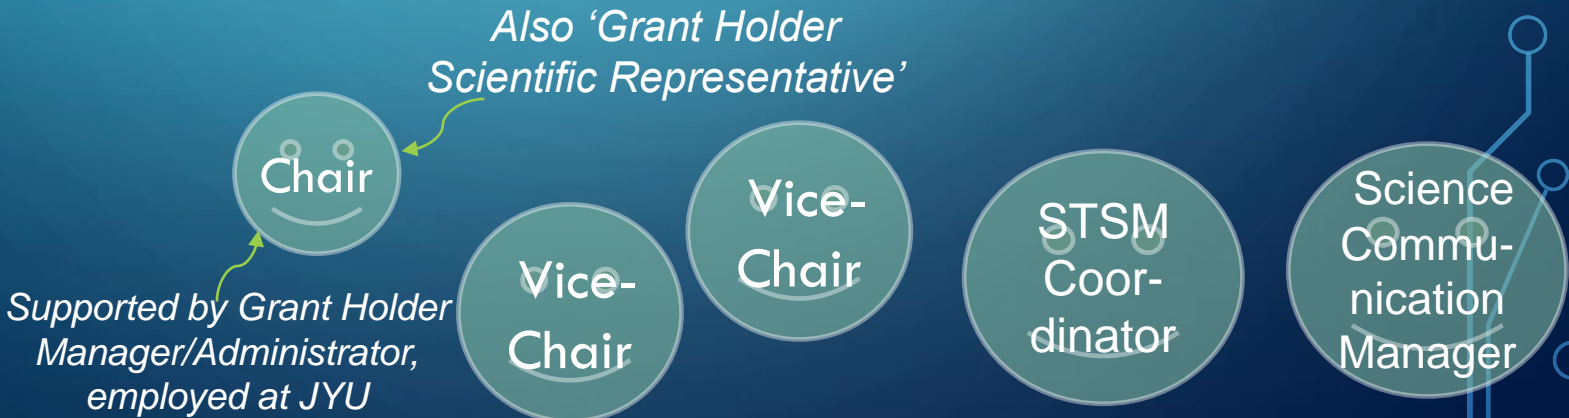 Also ‘Grant Holder
Scientific Representative’
Chair
Supported by Grant Holder
Manager/Administrator,
employed at JYU
Vice-
Chair
Vice-
Chair
STSM
Coor-
dinator
Science
Commu-
nication
Manager